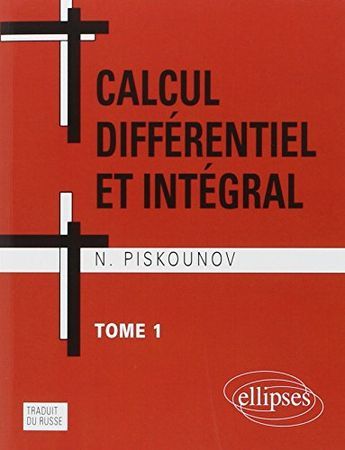 CALCUL
DIFFÉRENTIEL
ET INTÉGRAL
N. PISKOUNOV
TOME 1
TRADUIT
DU RUSSE
ellipses